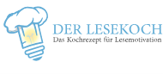 DER LESEKOCH
Das Kochrezept für Lesemotivation